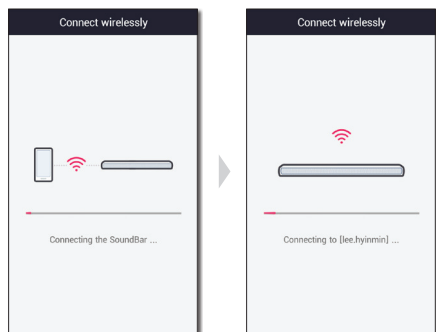 Connect wirelessly
Connecting the SoundBar ...
Connect wirelessly
Connecting to [lee.hyinmin] ...